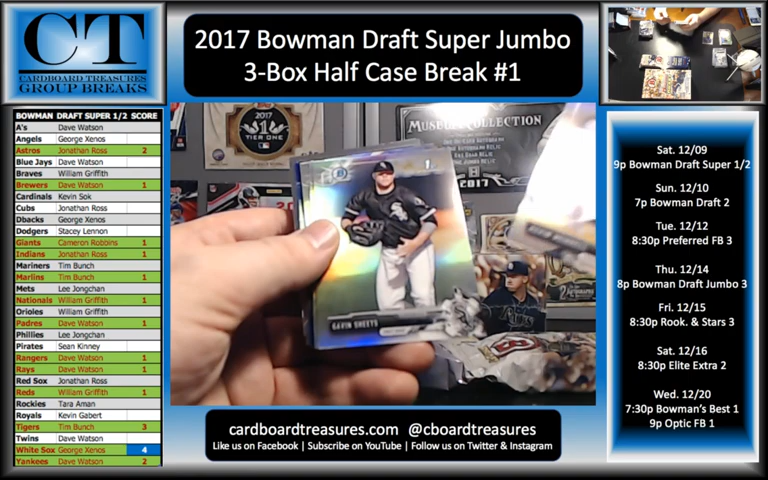 CT
CARDBOARD TREASURES
GROUP BREAKS
2017 Bowman Draft Super Jumbo
3-Box Half Case Break #1
BOWMAN DRAFT SUPER 1/2 SCORE
A's Dave Watson
Angels George Xenos
Astros Jonathan Ross 2
Blue Jays Dave Watson
Braves William Griffith
Brewers Dave Watson 1
Cardinals Kevin Sok
Cubs Jonathan Ross
Dbacks George Xenos
Dodgers Stacey Lennon
Giants Cameron Robbins 1
Indians Jonathan Ross 1
Mariners Tim Bunch
Marlins Tim Bunch 1
Mets Lee Jongchan
Nationals William Griffith 1
Orioles William Griffith
Padres Dave Watson 1
Phillies Lee Jongchan
Pirates Sean Kinney
Rangers Dave Watson 1
Rays Dave Watson 1
Red Sox Jonathan Ross
Reds William Griffith 1
Rockies Tara Aman
Royals Kevin Gabert
Tigers Tim Bunch 3
Twins Dave Watson
White Sox George Xenos 4
Yankees Dave Watson 2
2017
TIER ONE
MUSEUM COLLECTION
2017
GAVIN SHEETS
cardboardtreasures.com @cboardtreasures
Like us on Facebook | Subscribe on YouTube | Follow us on Twitter & Instagram
Sat. 12/09
9p Bowman Draft Super 1/2
Sun. 12/10
7p Bowman Draft 2
Tue. 12/12
8:30p Preferred FB 3
Thu. 12/14
8p Bowman Draft Jumbo 3
Fri. 12/15
8:30p Rook. & Stars 3
Sat. 12/16
8:30p Elite Extra 2
Wed. 12/20
7:30p Bowman's Best 1
9p Optic FB 1